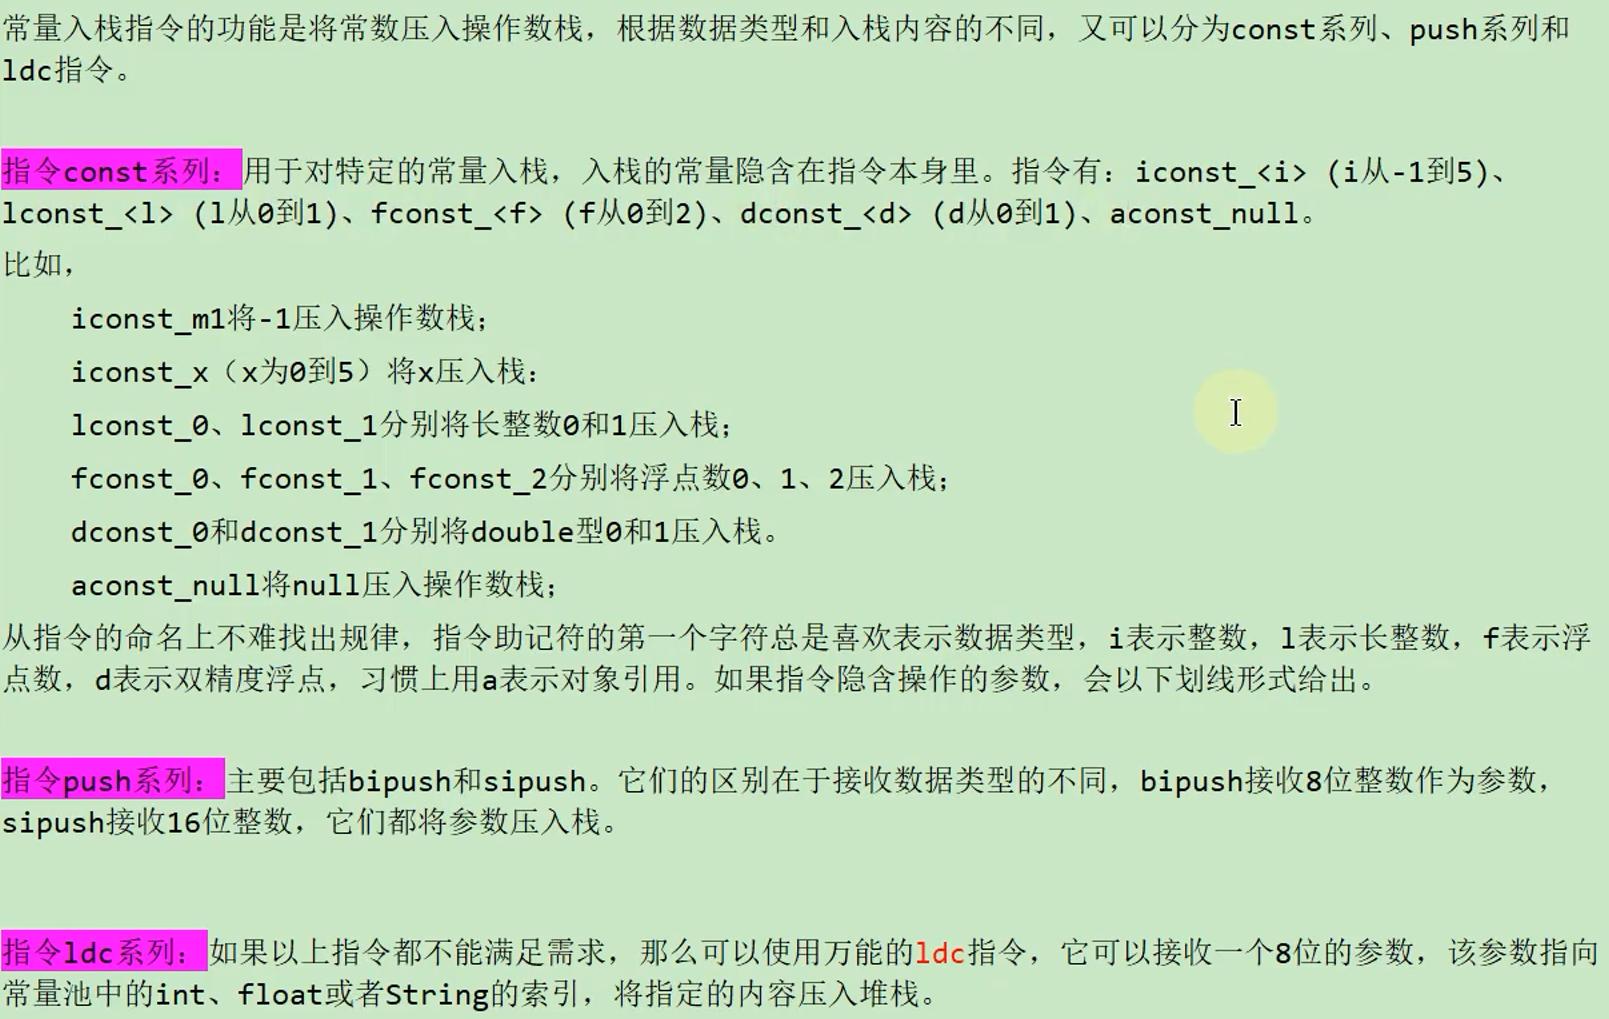 常量入栈指令的功能是将常数压入操作数栈，根据数据类型和入栈内容的不同，又可以分为const系列、push系列和
ldc指令。
指令const系列：用于对特定的常量入栈，入栈的常量隐含在指令本身里。指令有：iconst_<i> (i从-1到5)、
lconst_<l> (l从0到1)、fconst_<f> (f从0到2)、dconst_<d> (d从0到1)、aconst_null。
比如，
iconst_m1将-1压入操作数栈；
iconst_x（x为0到5）将x压入栈：
lconst_0、lconst_1分别将长整数0和1压入栈；
fconst_0、fconst_1、fconst_2分别将浮点数0、1、2压入栈；
dconst_0和dconst_1分别将double型0和1压入栈。
aconst_null将null压入操作数栈；
从指令的命名上不难找出规律，指令助记符的第一个字符总是喜欢表示数据类型，i表示整数，l表示长整数，f表示浮
点数，d表示双精度浮点，习惯上用a表示对象引用。如果指令隐含操作的参数，会以下划线形式给出。
指令push系列：主要包括bipush和sipush。它们的区别在于接收数据类型的不同，bipush接收8位整数作为参数，
sipush接收16位整数，它们都将参数压入栈。
指令ldc系列：如果以上指令都不能满足需求，那么可以使用万能的ldc指令，它可以接收一个8位的参数，该参数指向
常量池中的int、float或者String的索引，将指定的内容压入堆栈。